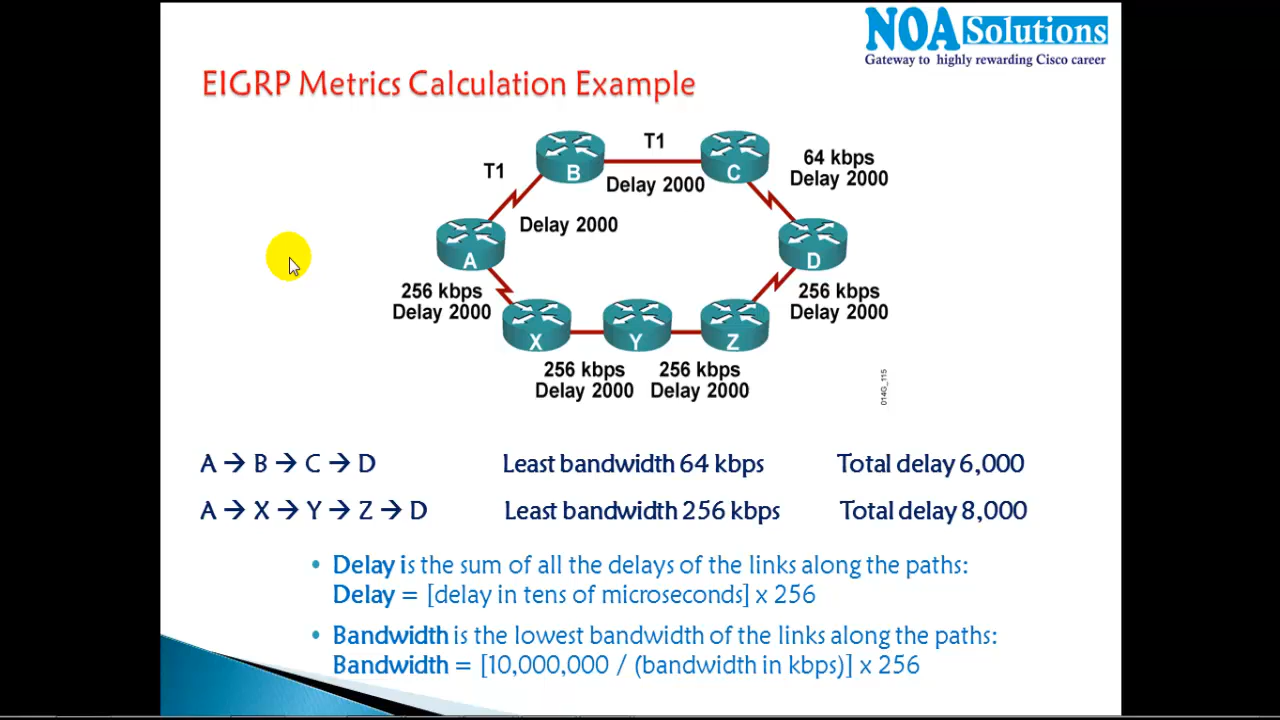 NOA Solutions
Gateway to highly rewarding Cisco career
EIGRP Metrics Calculation Example
T1
T1
B
C
64 kbps
Delay 2000
Delay 2000
Delay 2000
A
D
256 kbps
Delay 2000
256 kbps
Delay 2000
X
Y
Z
256 kbps
Delay 2000
256 kbps
Delay 2000
014G_115
A → B → C → D Least bandwidth 64 kbps Total delay 6,000
A → X → Y → Z → D Least bandwidth 256 kbps Total delay 8,000
• Delay is the sum of all the delays of the links along the paths:
Delay = [delay in tens of microseconds] x 256
• Bandwidth is the lowest bandwidth of the links along the paths:
Bandwidth = [10,000,000 / (bandwidth in kbps)] x 256